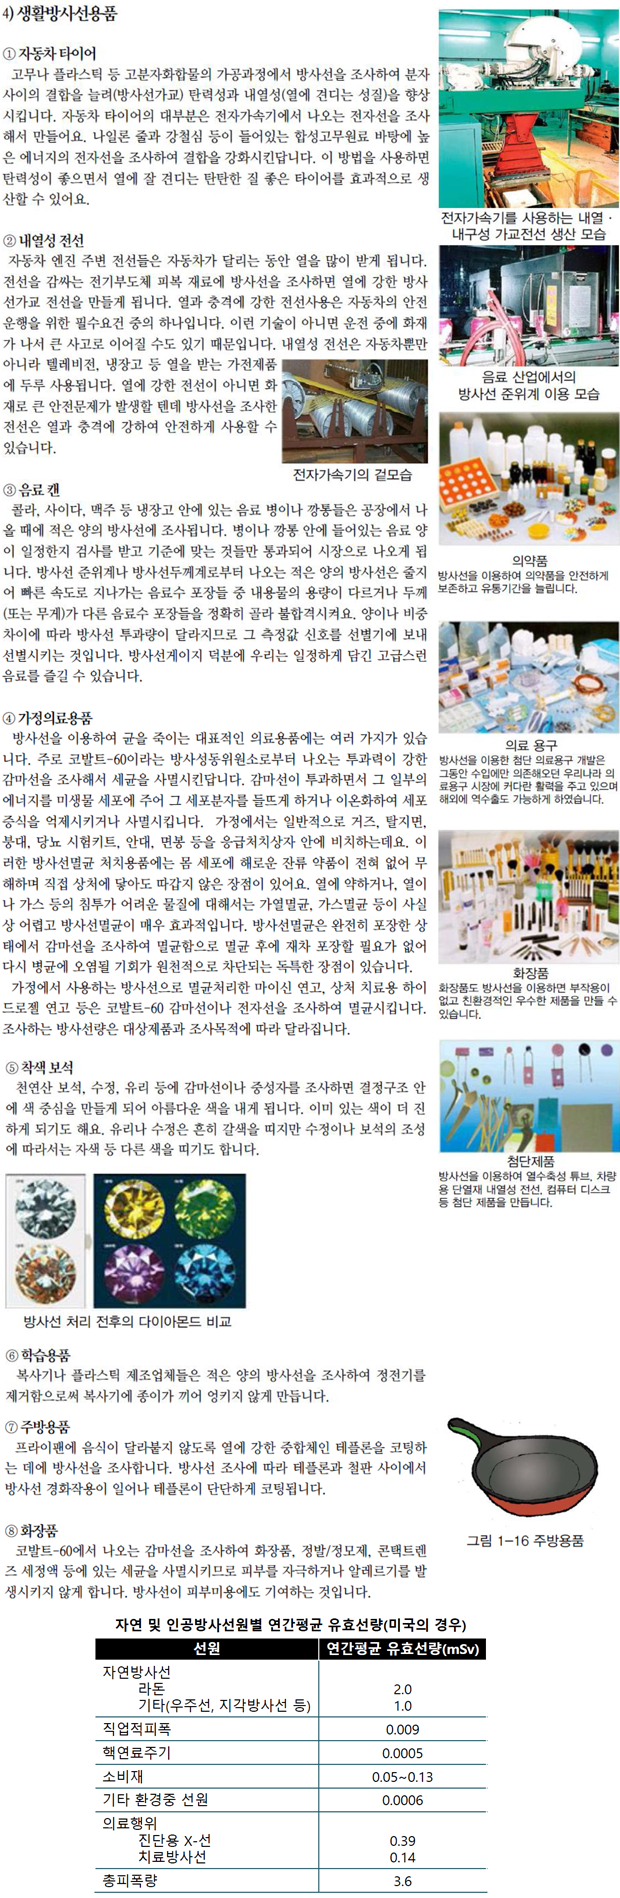 4) 생활방사선용품
① 자동차 타이어
고무나 플라스틱 등 고분자화합물의 가공과정에서 방사선을 조사하여 분자
사이의 결합을 늘려(방사선가교) 탄력성과 내열성(열에 견디는 성질)을 향상
시킵니다. 자동차 타이어의 대부분은 전자가속기에서 나오는 전자선을 조사
해서 만들어요. 나일론 줄과 강철심 등이 들어있는 합성고무원료 바탕에 높
은 에너지의 전자선을 조사하여 결합을 강화시킨답니다. 이 방법을 사용하면
탄력성이 좋으면서 열에 잘 견디는 탄탄한 질 좋은 타이어를 효과적으로 생
산할 수 있어요.
전자가속기를 사용하는 내열 ·
내구성 가교전선 생산 모습
② 내열성 전선
자동차 엔진 주변 전선들은 자동차가 달리는 동안 열을 많이 받게 됩니다.
전선을 감싸는 전기부도체 피복 재료에 방사선을 조사하면 열에 강한 방사
선가교 전선을 만들게 됩니다. 열과 충격에 강한 전선사용은 자동차의 안전
운행을 위한 필수요건 중의 하나입니다. 이런 기술이 아니면 운전 중에 화재
가 나서 큰 사고로 이어질 수도 있기 때문입니다. 내열성 전선은 자동차뿐만
아니라 텔레비전, 냉장고 등 열을 받는 가전제품
에 두루 사용됩니다. 열에 강한 전선이 아니면 화
재로 큰 안전문제가 발생할 텐데 방사선을 조사한
전선은 열과 충격에 강하여 안전하게 사용할 수
있습니다.
전자가속기의 겉모습
음료 산업에서의
방사선 준위계 이용 모습
③ 음료 캔
콜라, 사이다, 맥주 등 냉장고 안에 있는 음료 병이나 깡통들은 공장에서 나
올 때에 적은 양의 방사선에 조사됩니다. 병이나 깡통 안에 들어있는 음료 양
이 일정한지 검사를 받고 기준에 맞는 것들만 통과되어 시장으로 나오게 됩
니다. 방사선 준위계나 방사선두께계로부터 나오는 적은 양의 방사선은 줄지
어 빠른 속도로 지나가는 음료수 포장들 중 내용물의 용량이 다르거나 두께
(또는 무게)가 다른 음료수 포장들을 정확히 골라 불합격시켜요. 양이나 비중
차이에 따라 방사선 투과량이 달라지므로 그 측정값 신호를 선별기에 보내
선별시키는 것입니다. 방사선게이지 덕분에 우리는 일정하게 담긴 고급스런
음료를 즐길 수 있습니다.
의약품
방사선을 이용하여 의약품을 안전하게
보존하고 유통기간을 늘립니다.
④ 가정의료용품
방사선을 이용하여 균을 죽이는 대표적인 의료용품에는 여러 가지가 있습
니다. 주로 코발트-60이라는 방사성동위원소로부터 나오는 투과력이 강한
감마선을 조사해서 세균을 사멸시킨답니다. 감마선이 투과하면서 그 일부의
에너지를 미생물 세포에 주어 그 세포분자를 들뜨게 하거나 이온화하여 세포
증식을 억제시키거나 사멸시킵니다. 가정에서는 일반적으로 거즈, 탈지면,
붕대, 당뇨 시험키트, 안대, 면봉 등을 응급처치상자 안에 비치하는데요. 이
러한 방사선멸균 처치용품에는 몸 세포에 해로운 잔류 약품이 전혀 없어 무
해하며 직접 상처에 닿아도 따갑지 않은 장점이 있어요. 열에 약하거나, 열이
나 가스 등의 침투가 어려운 물질에 대해서는 가열멸균, 가스멸균 등이 사실
상 어렵고 방사선멸균이 매우 효과적입니다. 방사선멸균은 완전히 포장한 상
태에서 감마선을 조사하여 멸균함으로 멸균 후에 재차 포장할 필요가 없어
다시 병균에 오염될 기회가 원천적으로 차단되는 독특한 장점이 있습니다.
가정에서 사용하는 방사선으로 멸균처리한 마이신 연고, 상처 치료용 하이
드로젤 연고 등은 코발트-60 감마선이나 전자선을 조사하여 멸균시킵니다.
조사하는 방사선량은 대상제품과 조사목적에 따라 달라집니다.
의료 용구
방사선을 이용한 첨단 의료용구 개발은
그동안 수입에만 의존해오던 우리나라 의
료용구 시장에 커다란 활력을 주고 있으며
해외에 역수출도 가능하게 하였습니다.
화장품
화장품도 방사선을 이용하면 부작용이
없고 친환경적인 우수한 제품을 만들 수
있습니다.
⑤ 착색 보석
천연산 보석, 수정, 유리 등에 감마선이나 중성자를 조사하면 결정구조 안
에 색 중심을 만들게 되어 아름다운 색을 내게 됩니다. 이미 있는 색이 더 진
하게 되기도 해요. 유리나 수정은 흔히 갈색을 띠지만 수정이나 보석의 조성
에 따라서는 자색 등 다른 색을 띠기도 합니다.
방사선 처리 전후의 다이아몬드 비교
첨단제품
방사선을 이용하여 열수축성 튜브, 차량
용 단열재 내열성 전선, 컴퓨터 디스크
등 첨단 제품을 만듭니다.
⑥ 학습용품
복사기나 플라스틱 제조업체들은 적은 양의 방사선을 조사하여 정전기를
제거함으로써 복사기에 종이가 끼어 엉키지 않게 만듭니다.
⑦ 주방용품
프라이팬에 음식이 달라붙지 않도록 열에 강한 중합체인 테플론을 코팅하
는 데에 방사선을 조사합니다. 방사선 조사에 따라 테플론과 철판 사이에서
방사선 경화작용이 일어나 테플론이 단단하게 코팅됩니다.
그림 1-16 주방용품
⑧ 화장품
코발트-60에서 나오는 감마선을 조사하여 화장품, 정발/정모제, 콘택트렌
즈 세정액 등에 있는 세균을 사멸시키므로 피부를 자극하거나 알레르기를 발
생시키지 않게 합니다. 방사선이 피부미용에도 기여하는 것입니다.
자연 및 인공방사선원별 연간평균 유효선량(미국의 경우)
선원 연간평균 유효선량(mSv)
자연방사선
라돈 2.0
기타(우주선, 지각방사선 등) 1.0
직업적피폭 0.009
핵연료주기 0.0005
소비재 0.05~0.13
기타 환경중 선원 0.0006
의료행위
진단용 X-선 0.39
치료방사선 0.14
총피폭량 3.6